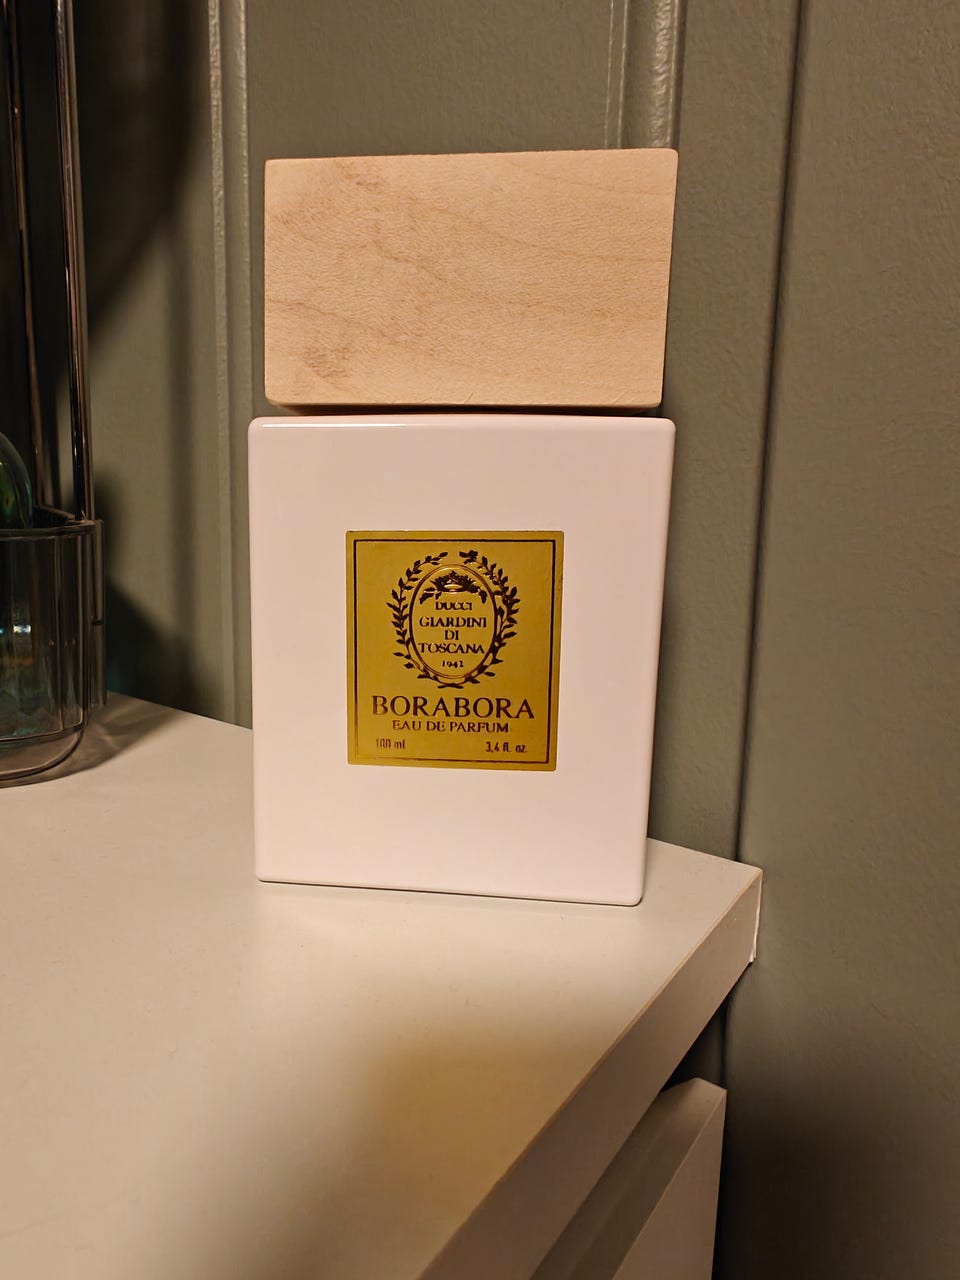 DUCCI
GIARDINI
DI
TOSCANA
1942
BORABORA
EAU DE PARFUM
100 ml 3,4 fl. oz.